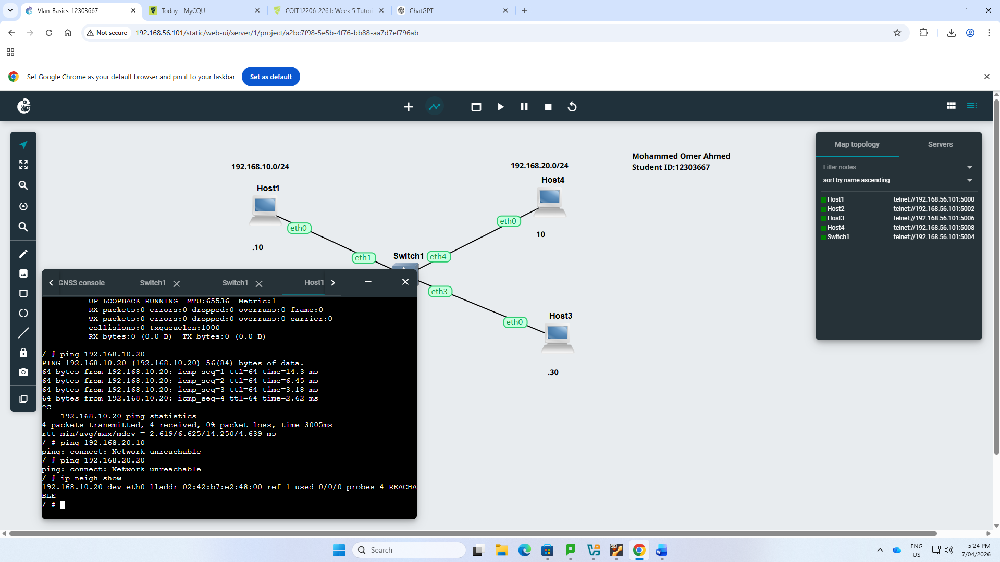 Vlan-Basics-12303667
Today - MyCQU
COIT12206_2261: Week 5 Tutor
ChatGPT
Not secure
192.168.56.101/static/web-ui/server/1/project/a2bc7f98-5e5b-4f76-bb88-aa7d7ef796ab
Set Google Chrome as your default browser and pin it to your taskbar
Set as default
192.168.10.0/24
Host1
eth0
.10
eth1
192.168.20.0/24
Host4
eth0
10
Switch1
eth4
eth3
eth0
Host3
.30
Mohammed Omer Ahmed
Student ID:12303667
Map topology
Servers
Filter nodes
sort by name ascending
Host1 telnet://192.168.56.101:5000
Host2 telnet://192.168.56.101:5002
Host3 telnet://192.168.56.101:5006
Host4 telnet://192.168.56.101:5008
Switch1 telnet://192.168.56.101:5004
GNS3 console
Switch1
Switch1
Host1
UP LOOPBACK RUNNING  MTU:65536  Metric:1
RX packets:0 errors:0 dropped:0 overruns:0 frame:0
TX packets:0 errors:0 dropped:0 overruns:0 carrier:0
collisions:0 txqueuelen:1000
RX bytes:0 (0.0 B)  TX bytes:0 (0.0 B)
/ # ping 192.168.10.20
PING 192.168.10.20 (192.168.10.20) 56(84) bytes of data.
64 bytes from 192.168.10.20: icmp_seq=1 ttl=64 time=14.3 ms
64 bytes from 192.168.10.20: icmp_seq=2 ttl=64 time=6.45 ms
64 bytes from 192.168.10.20: icmp_seq=3 ttl=64 time=3.18 ms
64 bytes from 192.168.10.20: icmp_seq=4 ttl=64 time=2.62 ms
^C
--- 192.168.10.20 ping statistics ---
4 packets transmitted, 4 received, 0% packet loss, time 3005ms
rtt min/avg/max/mdev = 2.619/6.625/14.250/4.639 ms
/ # ping 192.168.20.10
ping: connect: Network unreachable
/ # ping 192.168.20.20
ping: connect: Network unreachable
/ # ip neigh show
192.168.10.20 dev eth0 lladdr 02:42:b7:e2:48:00 ref 1 used 0/0/0 probes 4 REACHA
BLE
/ #
Search
ENG
US
5:24 PM
7/04/2026